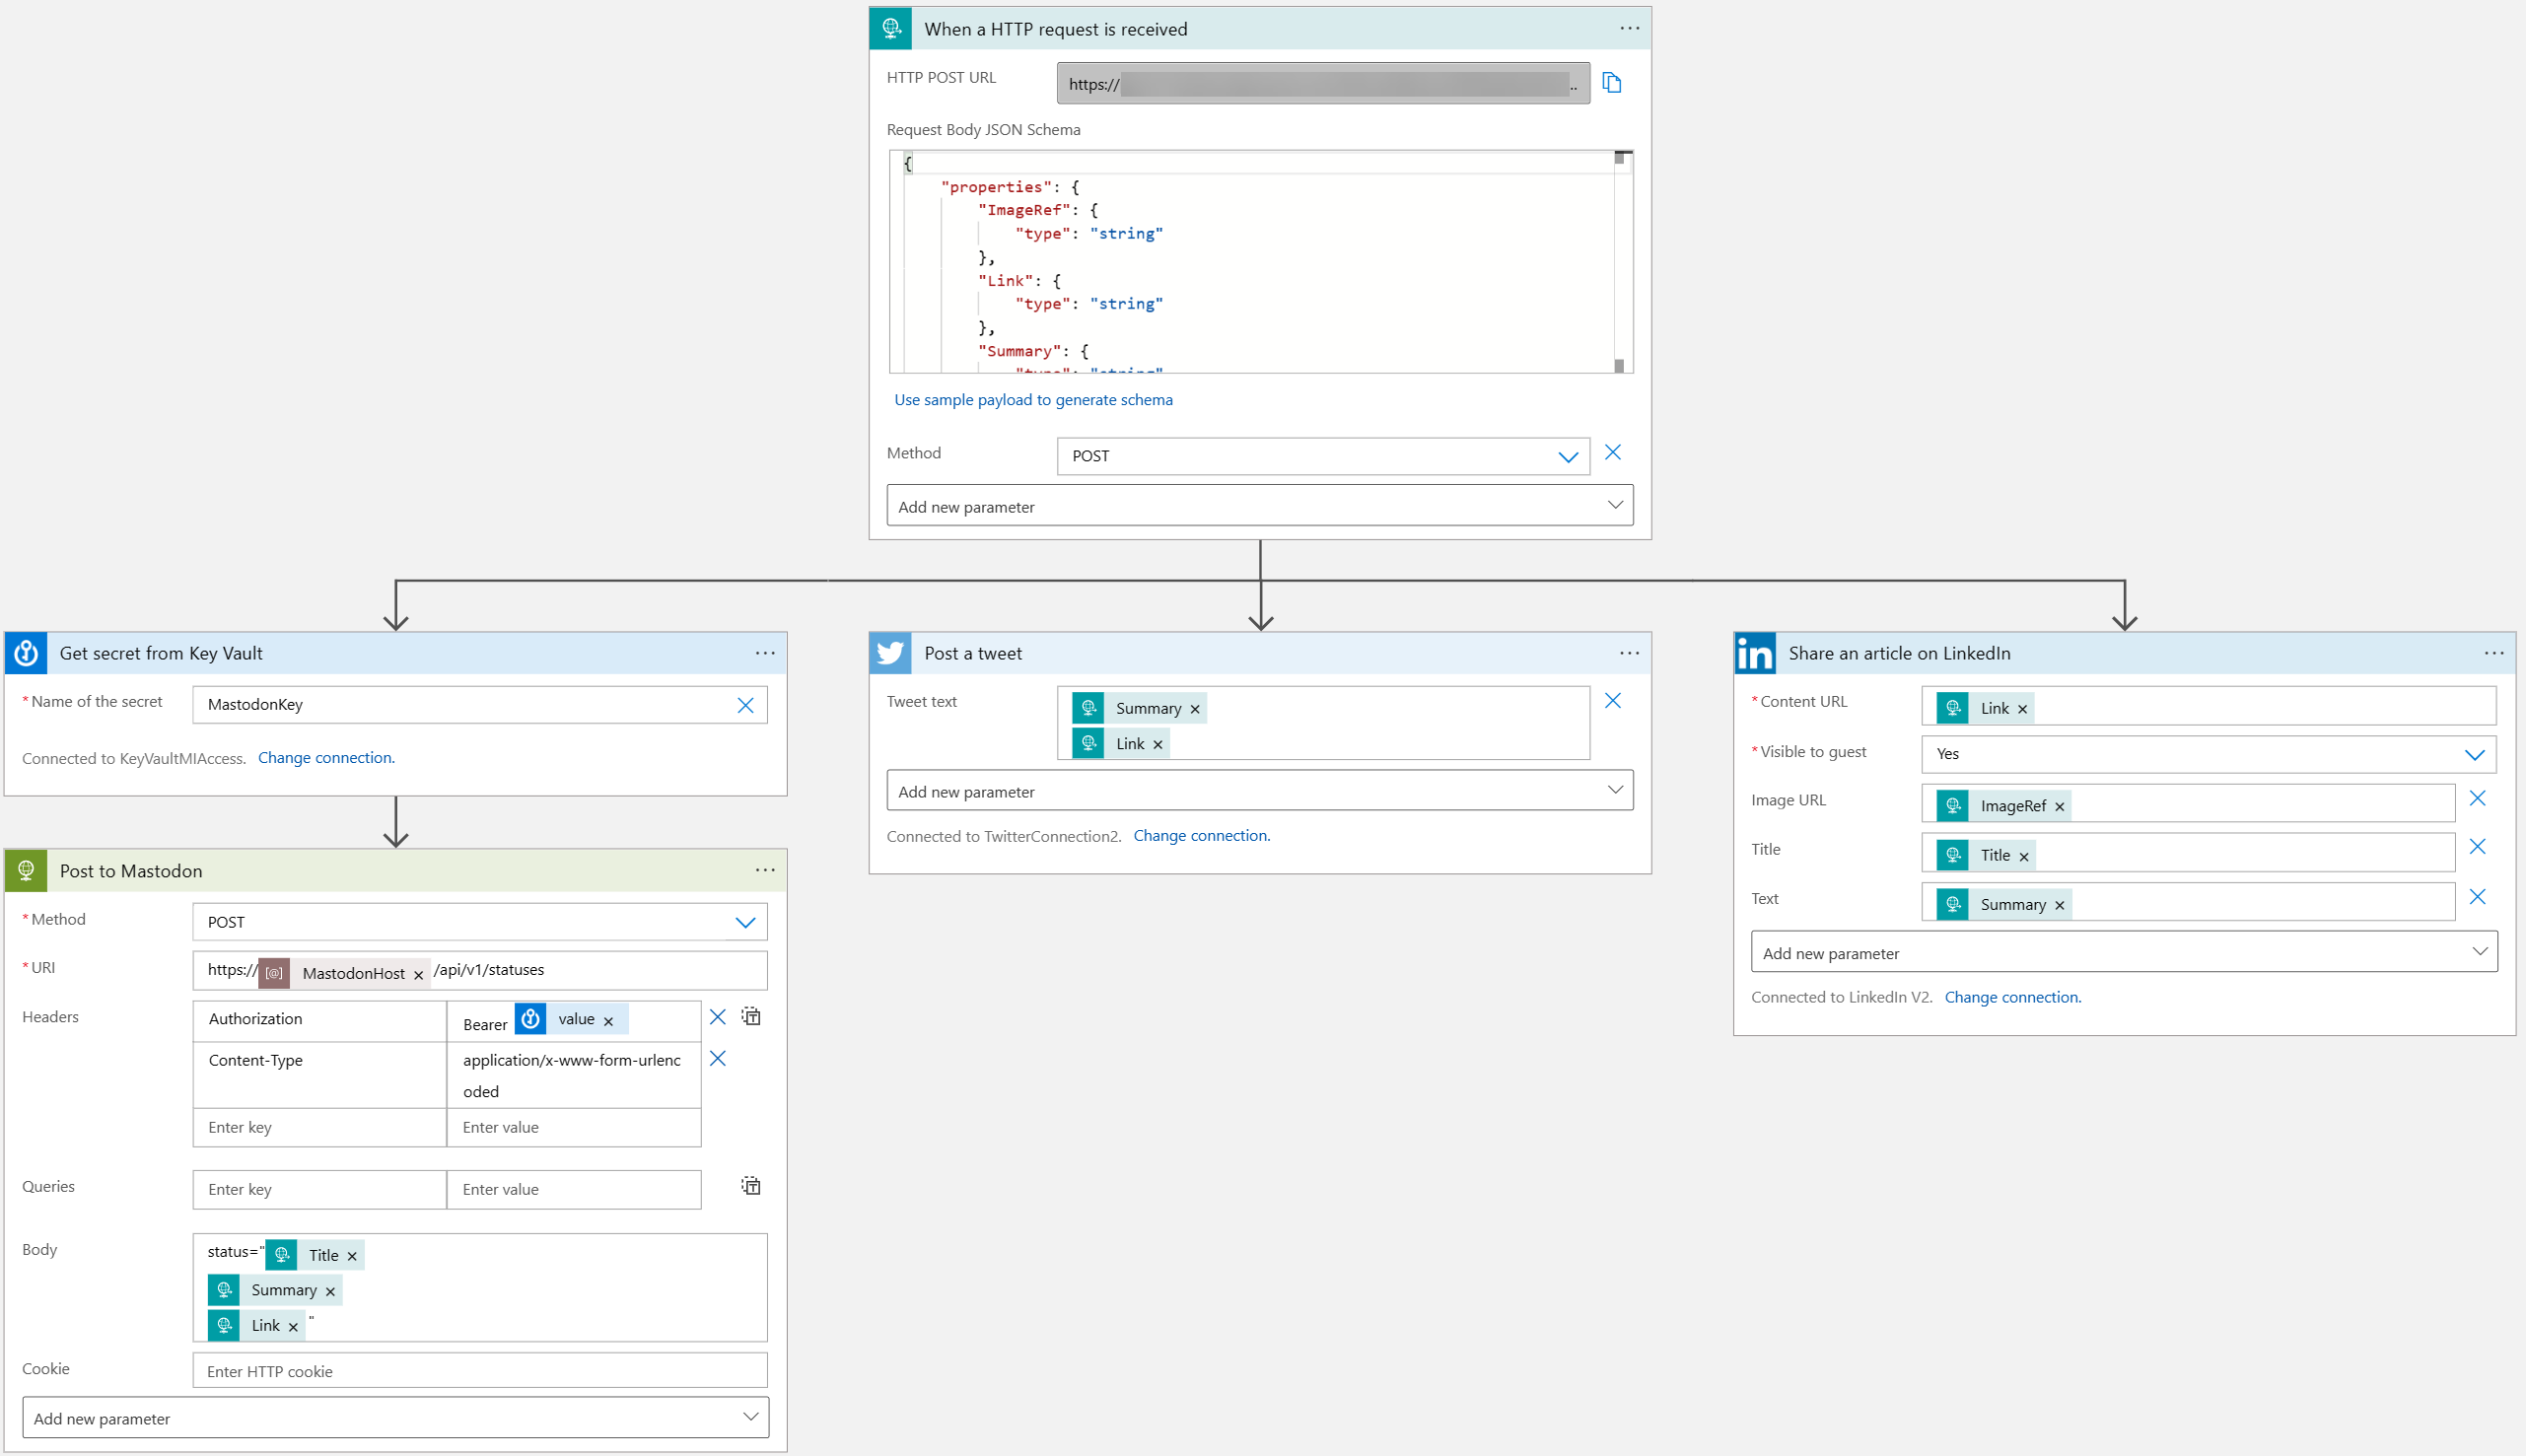 When a HTTP request is received
HTTP POST URL
https://
..
Request Body JSON Schema
{
"properties": {
"ImageRef": {
"type": "string"
},
"Link": {
"type": "string"
},
"Summary": {
"type": "string"
Use sample payload to generate schema
Method
POST
Add new parameter
Get secret from Key Vault
* Name of the secret
MastodonKey
Connected to KeyVaultMIAccess. Change connection.
Post to Mastodon
* Method
POST
* URI
https:// [@] MastodonHost /api/v1/statuses
Headers
Authorization
Bearer value
Content-Type
application/x-www-form-urlenc
oded
Enter key
Enter value
Queries
Enter key
Enter value
Body
status=" Title
Summary
Link "
Cookie
Enter HTTP cookie
Add new parameter
Post a tweet
Tweet text
Summary
Link
Add new parameter
Connected to TwitterConnection2. Change connection.
in
Share an article on LinkedIn
* Content URL
Link
* Visible to guest
Yes
Image URL
ImageRef
Title
Title
Text
Summary
Add new parameter
Connected to LinkedIn V2. Change connection.